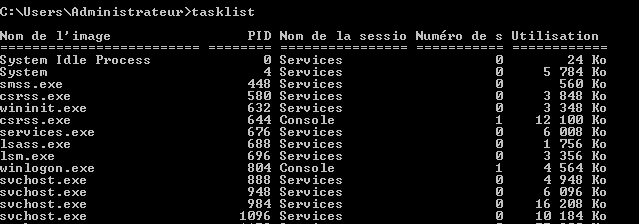 C:\Users\Administrateur>tasklist
Nom de l'image                 PID Nom de la sessio Numéro de s Utilisation
========================= ======== ================ =========== ============
System Idle Process              0 Services                   0        24 Ko
System                           4 Services                   0     5 784 Ko
smss.exe                       448 Services                   0       560 Ko
csrss.exe                      580 Services                   0     3 848 Ko
wininit.exe                    632 Services                   0     3 348 Ko
csrss.exe                      644 Console                    1    12 100 Ko
services.exe                   676 Services                   0     6 008 Ko
lsass.exe                      688 Services                   0     1 756 Ko
lsm.exe                        696 Services                   0     3 356 Ko
winlogon.exe                   804 Console                    1     4 564 Ko
svchost.exe                    888 Services                   0     4 948 Ko
svchost.exe                    948 Services                   0     6 096 Ko
svchost.exe                    984 Services                   0    16 208 Ko
svchost.exe                   1096 Services                   0    10 184 Ko